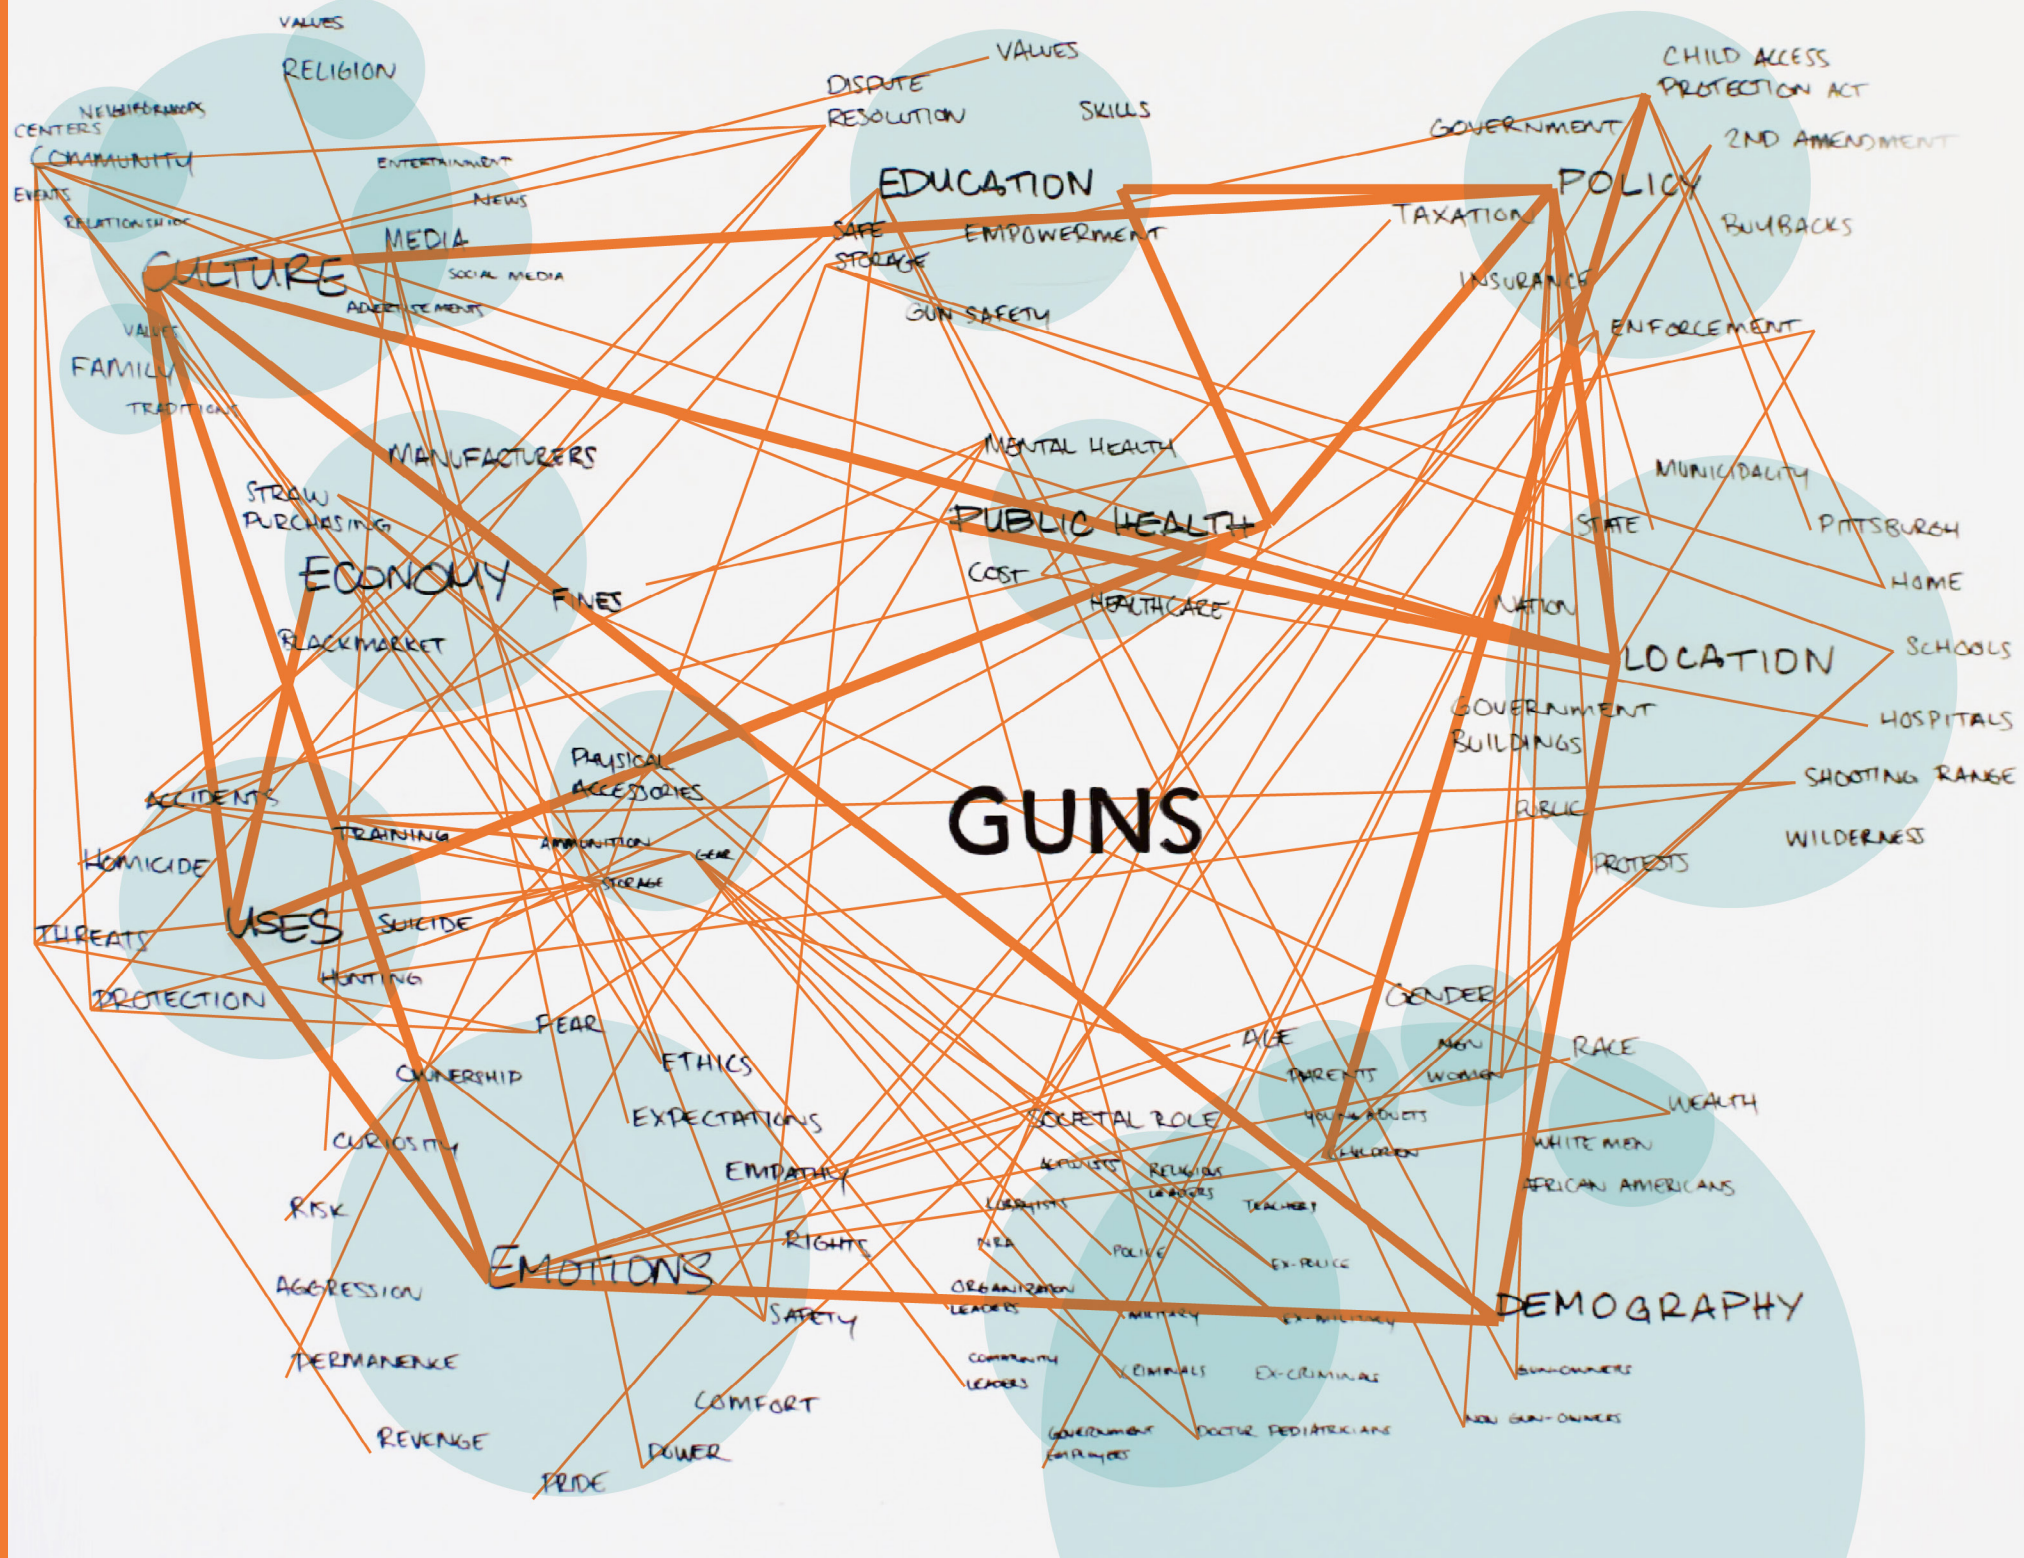 VALUES
RELIGION
NEIGHBORHOODS
CENTERS
COMMUNITY
EVENTS
RELATIONSHIPS
ENTERTAINMENT
NEWS
MEDIA
SOCIAL MEDIA
ADVERTISEMENTS
CULTURE
VALUES
FAMILY
TRADITIONS
VALUES
DISPUTE
RESOLUTION
SKILLS
EDUCATION
SAFE
STORAGE
EMPOWERMENT
GUN SAFETY
CHILD ACCESS
PROTECTION ACT
GOVERNMENT
2ND AMENDMENT
POLICY
TAXATION
BUYBACKS
INSURANCE
ENFORCEMENT
MANUFACTURERS
STRAW
PURCHASING
ECONOMY
FINES
BLACKMARKET
MENTAL HEALTH
PUBLIC HEALTH
COST
HEALTHCARE
MUNICIPALITY
STATE
PITTSBURGH
HOME
NATION
SCHOOLS
LOCATION
GOVERNMENT
BUILDINGS
HOSPITALS
SHOOTING RANGE
PUBLIC
WILDERNESS
PROTESTS
PHYSICAL
ACCESSORIES
AMMUNITION
GEAR
STORAGE
GUNS
ACCIDENTS
TRAINING
HOMICIDE
USES
SUICIDE
THREATS
HUNTING
PROTECTION
FEAR
ETHICS
OWNERSHIP
EXPECTATIONS
CURIOSITY
EMPATHY
RISK
RIGHTS
EMOTIONS
AGGRESSION
SAFETY
PERMANENCE
COMFORT
REVENGE
POWER
PRIDE
GENDER
AGE
MEN
WOMEN
RACE
PARENTS
YOUNG ADULTS
CHILDREN
WEALTH
WHITE MEN
AFRICAN AMERICANS
SOCIETAL ROLE
ACTIVISTS
RELIGIOUS
LEADERS
LOBBYISTS
TEACHERS
NRA
POLICE
EX-POLICE
ORGANIZATION
LEADERS
MILITARY
EX-MILITARY
DEMOGRAPHY
COMMUNITY
LEADERS
CRIMINALS
EX-CRIMINALS
GUN-OWNERS
NON GUN-OWNERS
GOVERNMENT
EMPLOYEES
DOCTOR PEDIATRICIANS